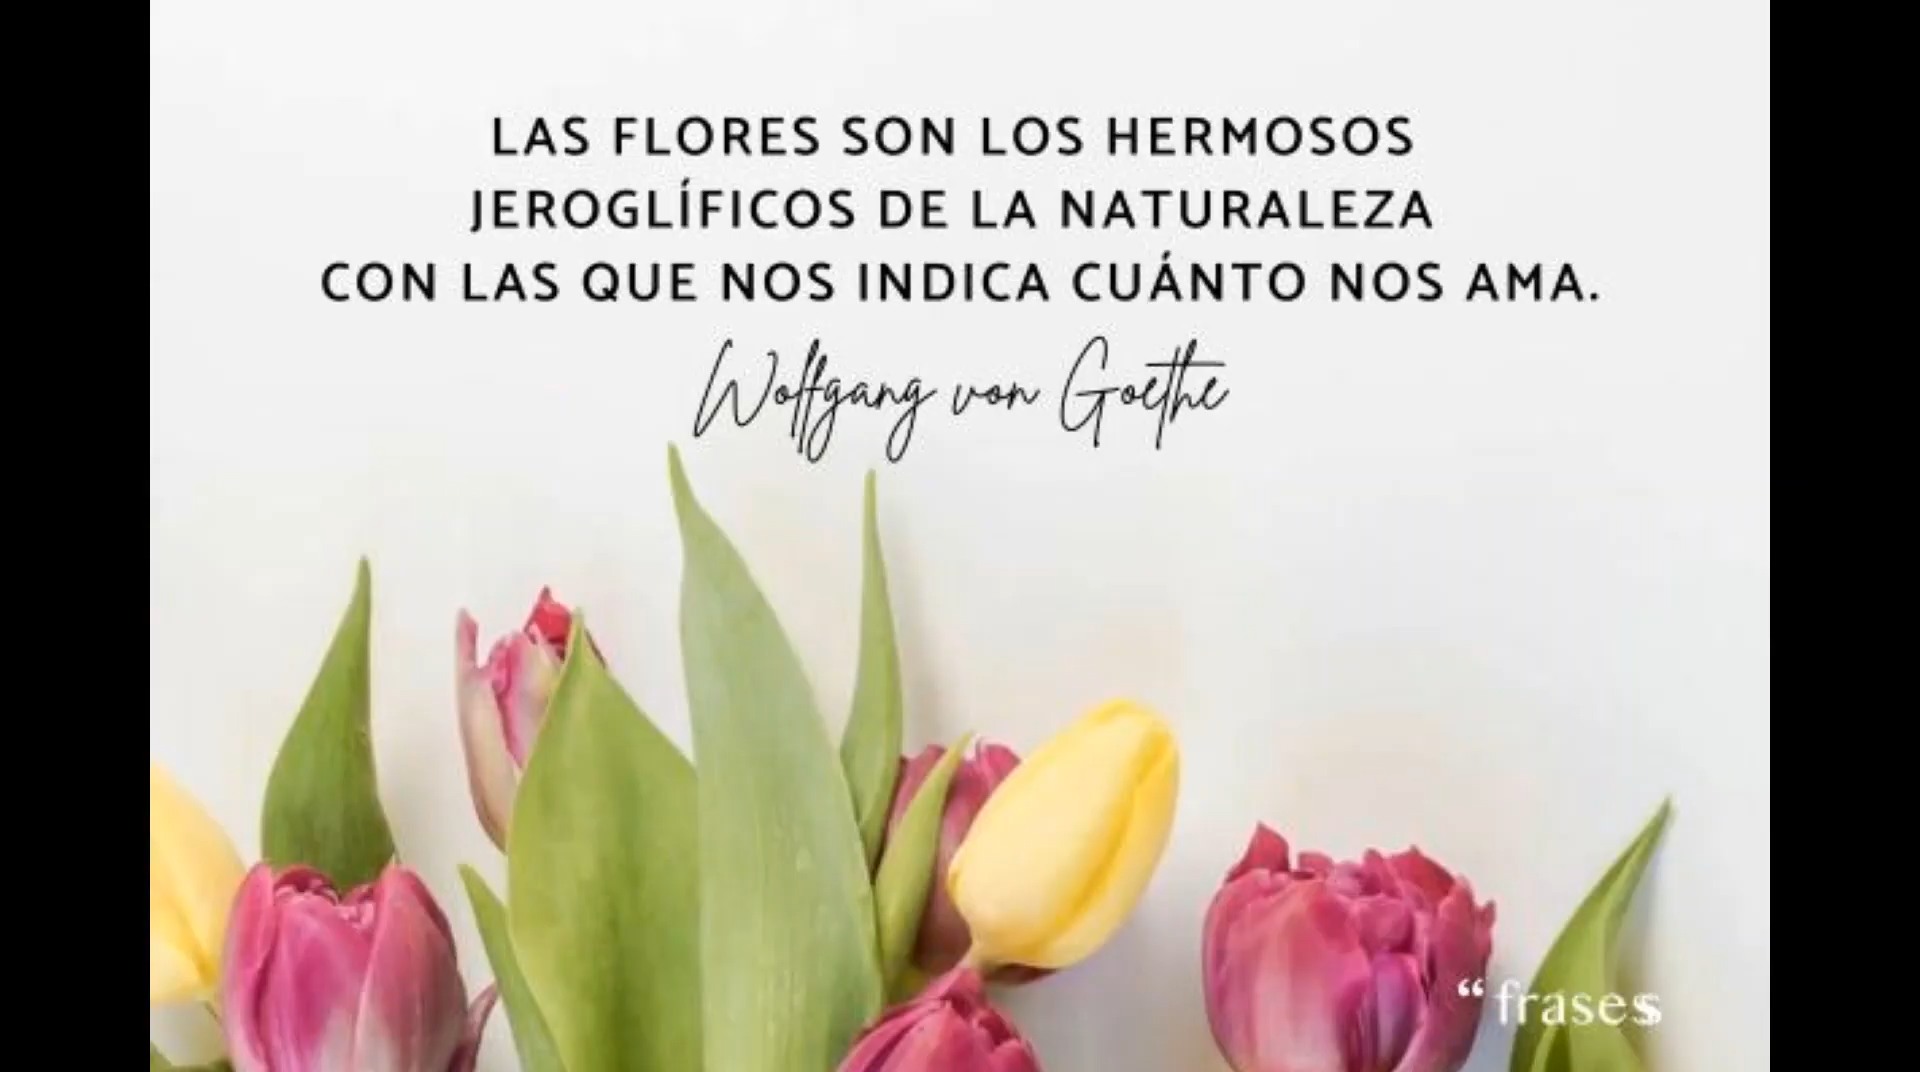 LAS FLORES SON LOS HERMOSOS
JEROGLÍFICOS DE LA NATURALEZA
CON LAS QUE NOS INDICA CUÁNTO NOS AMA.
Wolfgang von Goethe
“frases